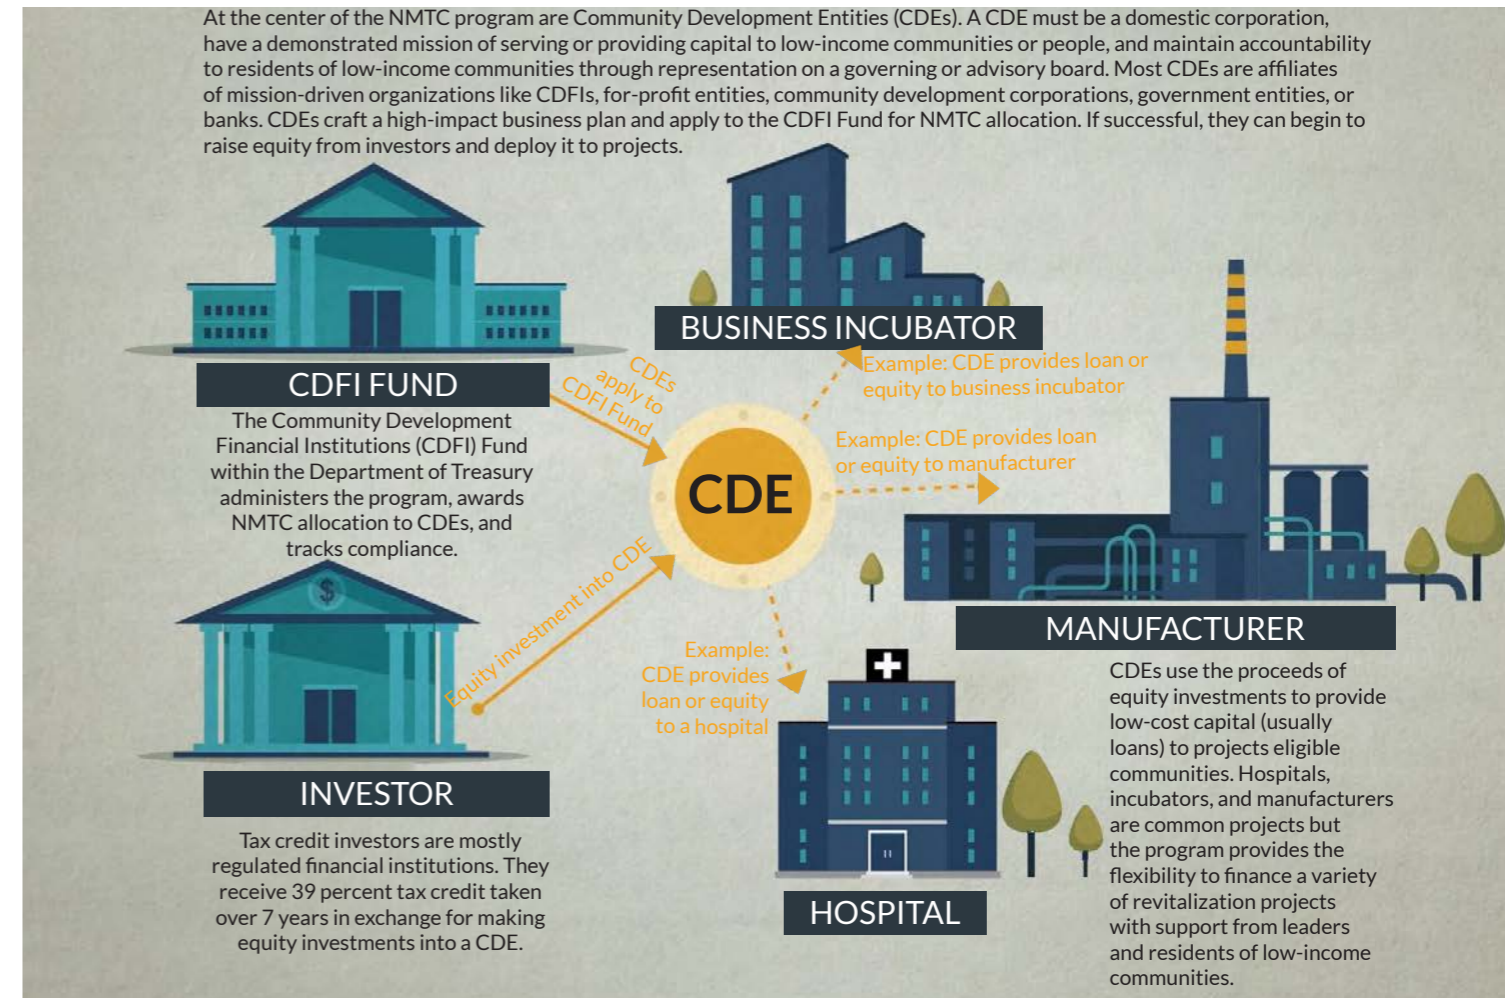 At the center of the NMTC program are Community Development Entities (CDEs). A CDE must be a domestic corporation,
have a demonstrated mission of serving or providing capital to low-income communities or people, and maintain accountability
to residents of low-income communities through representation on a governing or advisory board. Most CDEs are affiliates
of mission-driven organizations like CDFIs, for-profit entities, community development corporations, government entities, or
banks. CDEs craft a high-impact business plan and apply to the CDFI Fund for NMTC allocation. If successful, they can begin to
raise equity from investors and deploy it to projects.
BUSINESS INCUBATOR
CDFI FUND
The Community Development
Financial Institutions (CDFI) Fund
within the Department of Treasury
administers the program, awards
NMTC allocation to CDEs, and
tracks compliance.
CDEs
apply to
CDFI Fund
Example: CDE provides loan or
equity to business incubator
Example: CDE provides loan
or equity to manufacturer
CDE
Equity investment into CDE
$
INVESTOR
Tax credit investors are mostly
regulated financial institutions. They
receive 39 percent tax credit taken
over 7 years in exchange for making
equity investments into a CDE.
Example:
CDE provides
loan or equity
to a hospital
HOSPITAL
MANUFACTURER
CDEs use the proceeds of
equity investments to provide
low-cost capital (usually
loans) to projects eligible
communities. Hospitals,
incubators, and manufacturers
are common projects but
the program provides the
flexibility to finance a variety
of revitalization projects
with support from leaders
and residents of low-income
communities.